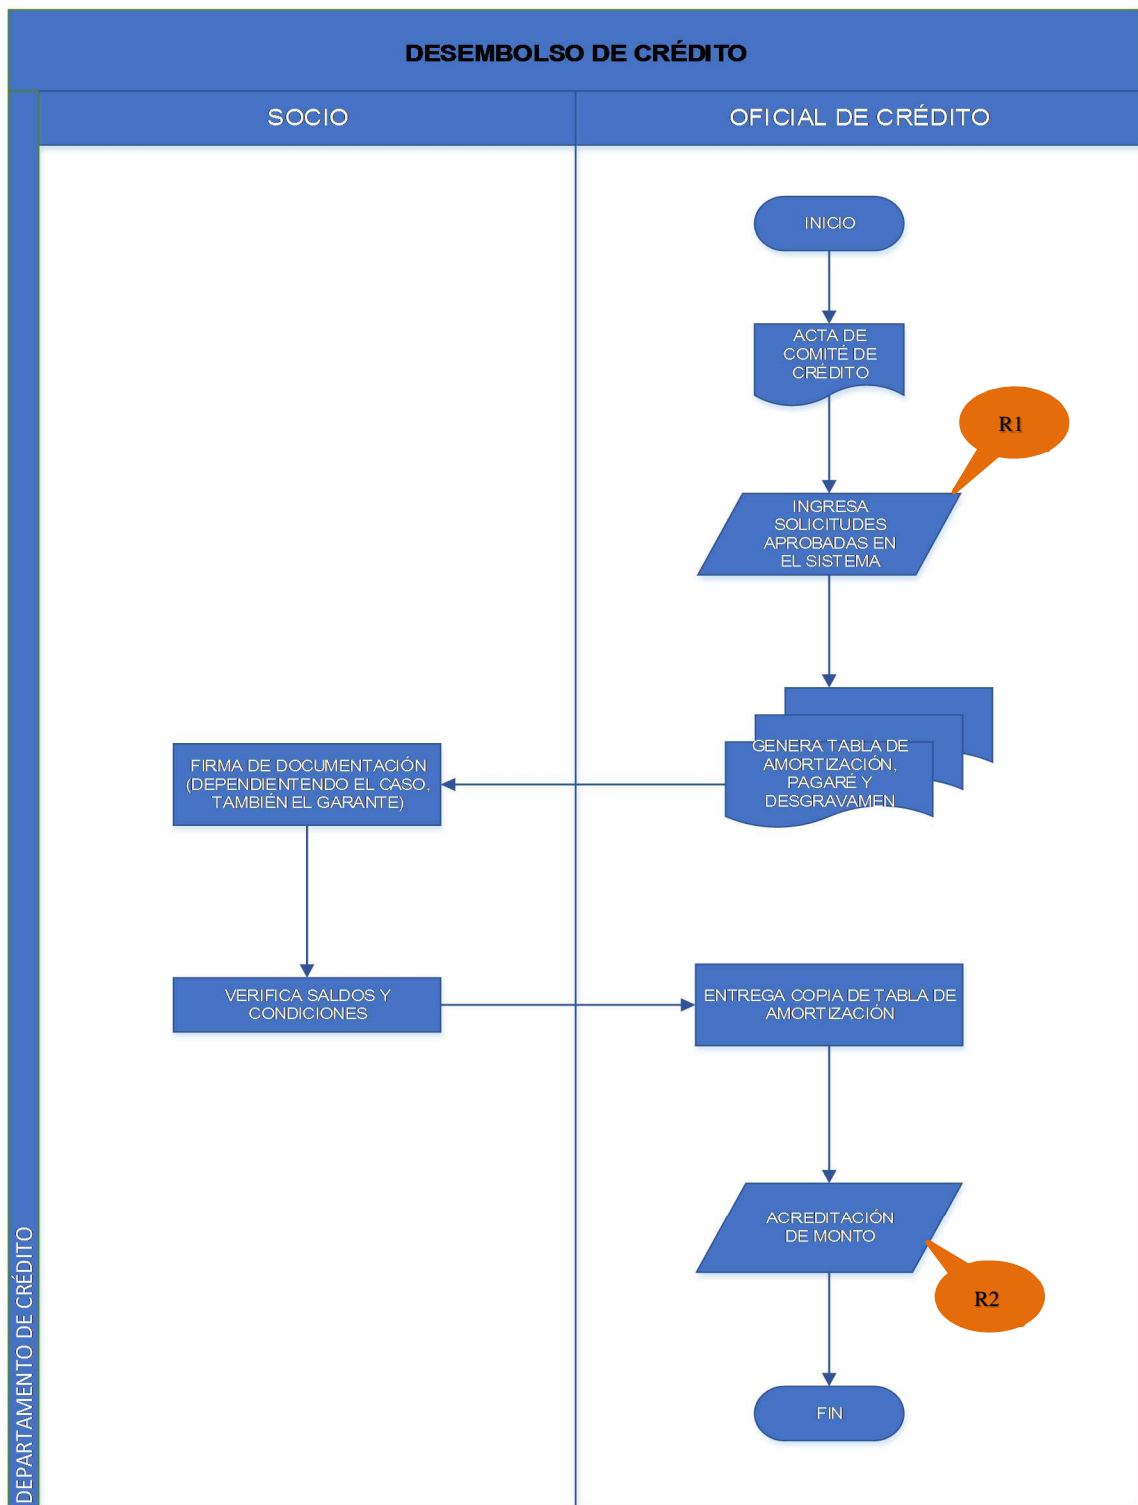 DESEMBOLSO DE CRÉDITO
SOCIO
OFICIAL DE CRÉDITO
INICIO
ACTA DE
COMITÉ DE
CRÉDITO
R1
INGRESA
SOLICITUDES
APROBADAS EN
EL SISTEMA
GENERA TABLA DE
AMORTIZACIÓN,
PAGARÉ Y
DESGRAVAMEN
FIRMA DE DOCUMENTACIÓN
(DEPENDIENTENDO EL CASO,
TAMBIÉN EL GARANTE)
VERIFICA SALDOS Y
CONDICIONES
ENTREGA COPIA DE TABLA DE
AMORTIZACIÓN
ACREDITACIÓN
DE MONTO
R2
FIN
DEPARTAMENTO DE CRÉDITO